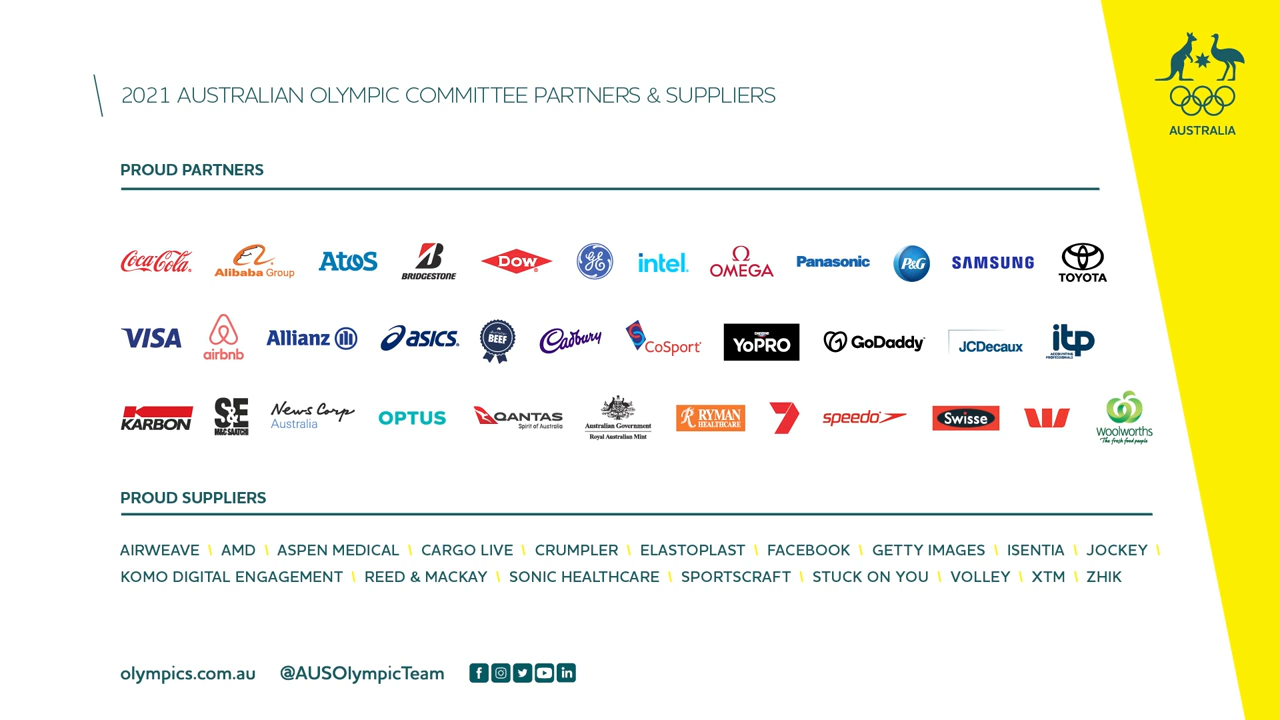 AUSTRALIA
2021 AUSTRALIAN OLYMPIC COMMITTEE PARTNERS & SUPPLIERS
PROUD PARTNERS
Coca-Cola Alibaba Group Atos BRIDGESTONE DOW GE intel. OMEGA Panasonic P&G SAMSUNG TOYOTA
VISA airbnb Allianz asics BEEF Cadbury CoSport YoPRO GoDaddy JCDecaux itp
ACCOUNTING
PROFESSIONALS
KARBON S&E News Corp OPTUS QANTAS RYMAN 7 speedo Swisse Woolworths
M&C SAATCHI Australia Spirit of Australia Australian Government HEALTHCARE The fresh food people
Royal Australian Mint
PROUD SUPPLIERS
AIRWEAVE \ AMD \ ASPEN MEDICAL \ CARGO LIVE \ CRUMPLER \ ELASTOPLAST \ FACEBOOK \ GETTY IMAGES \ ISENTIA \ JOCKEY \
KOMO DIGITAL ENGAGEMENT \ REED & MACKAY \ SONIC HEALTHCARE \ SPORTSCRAFT \ STUCK ON YOU \ VOLLEY \ XTM \ ZHIK
olympics.com.au @AUSOlympicTeam